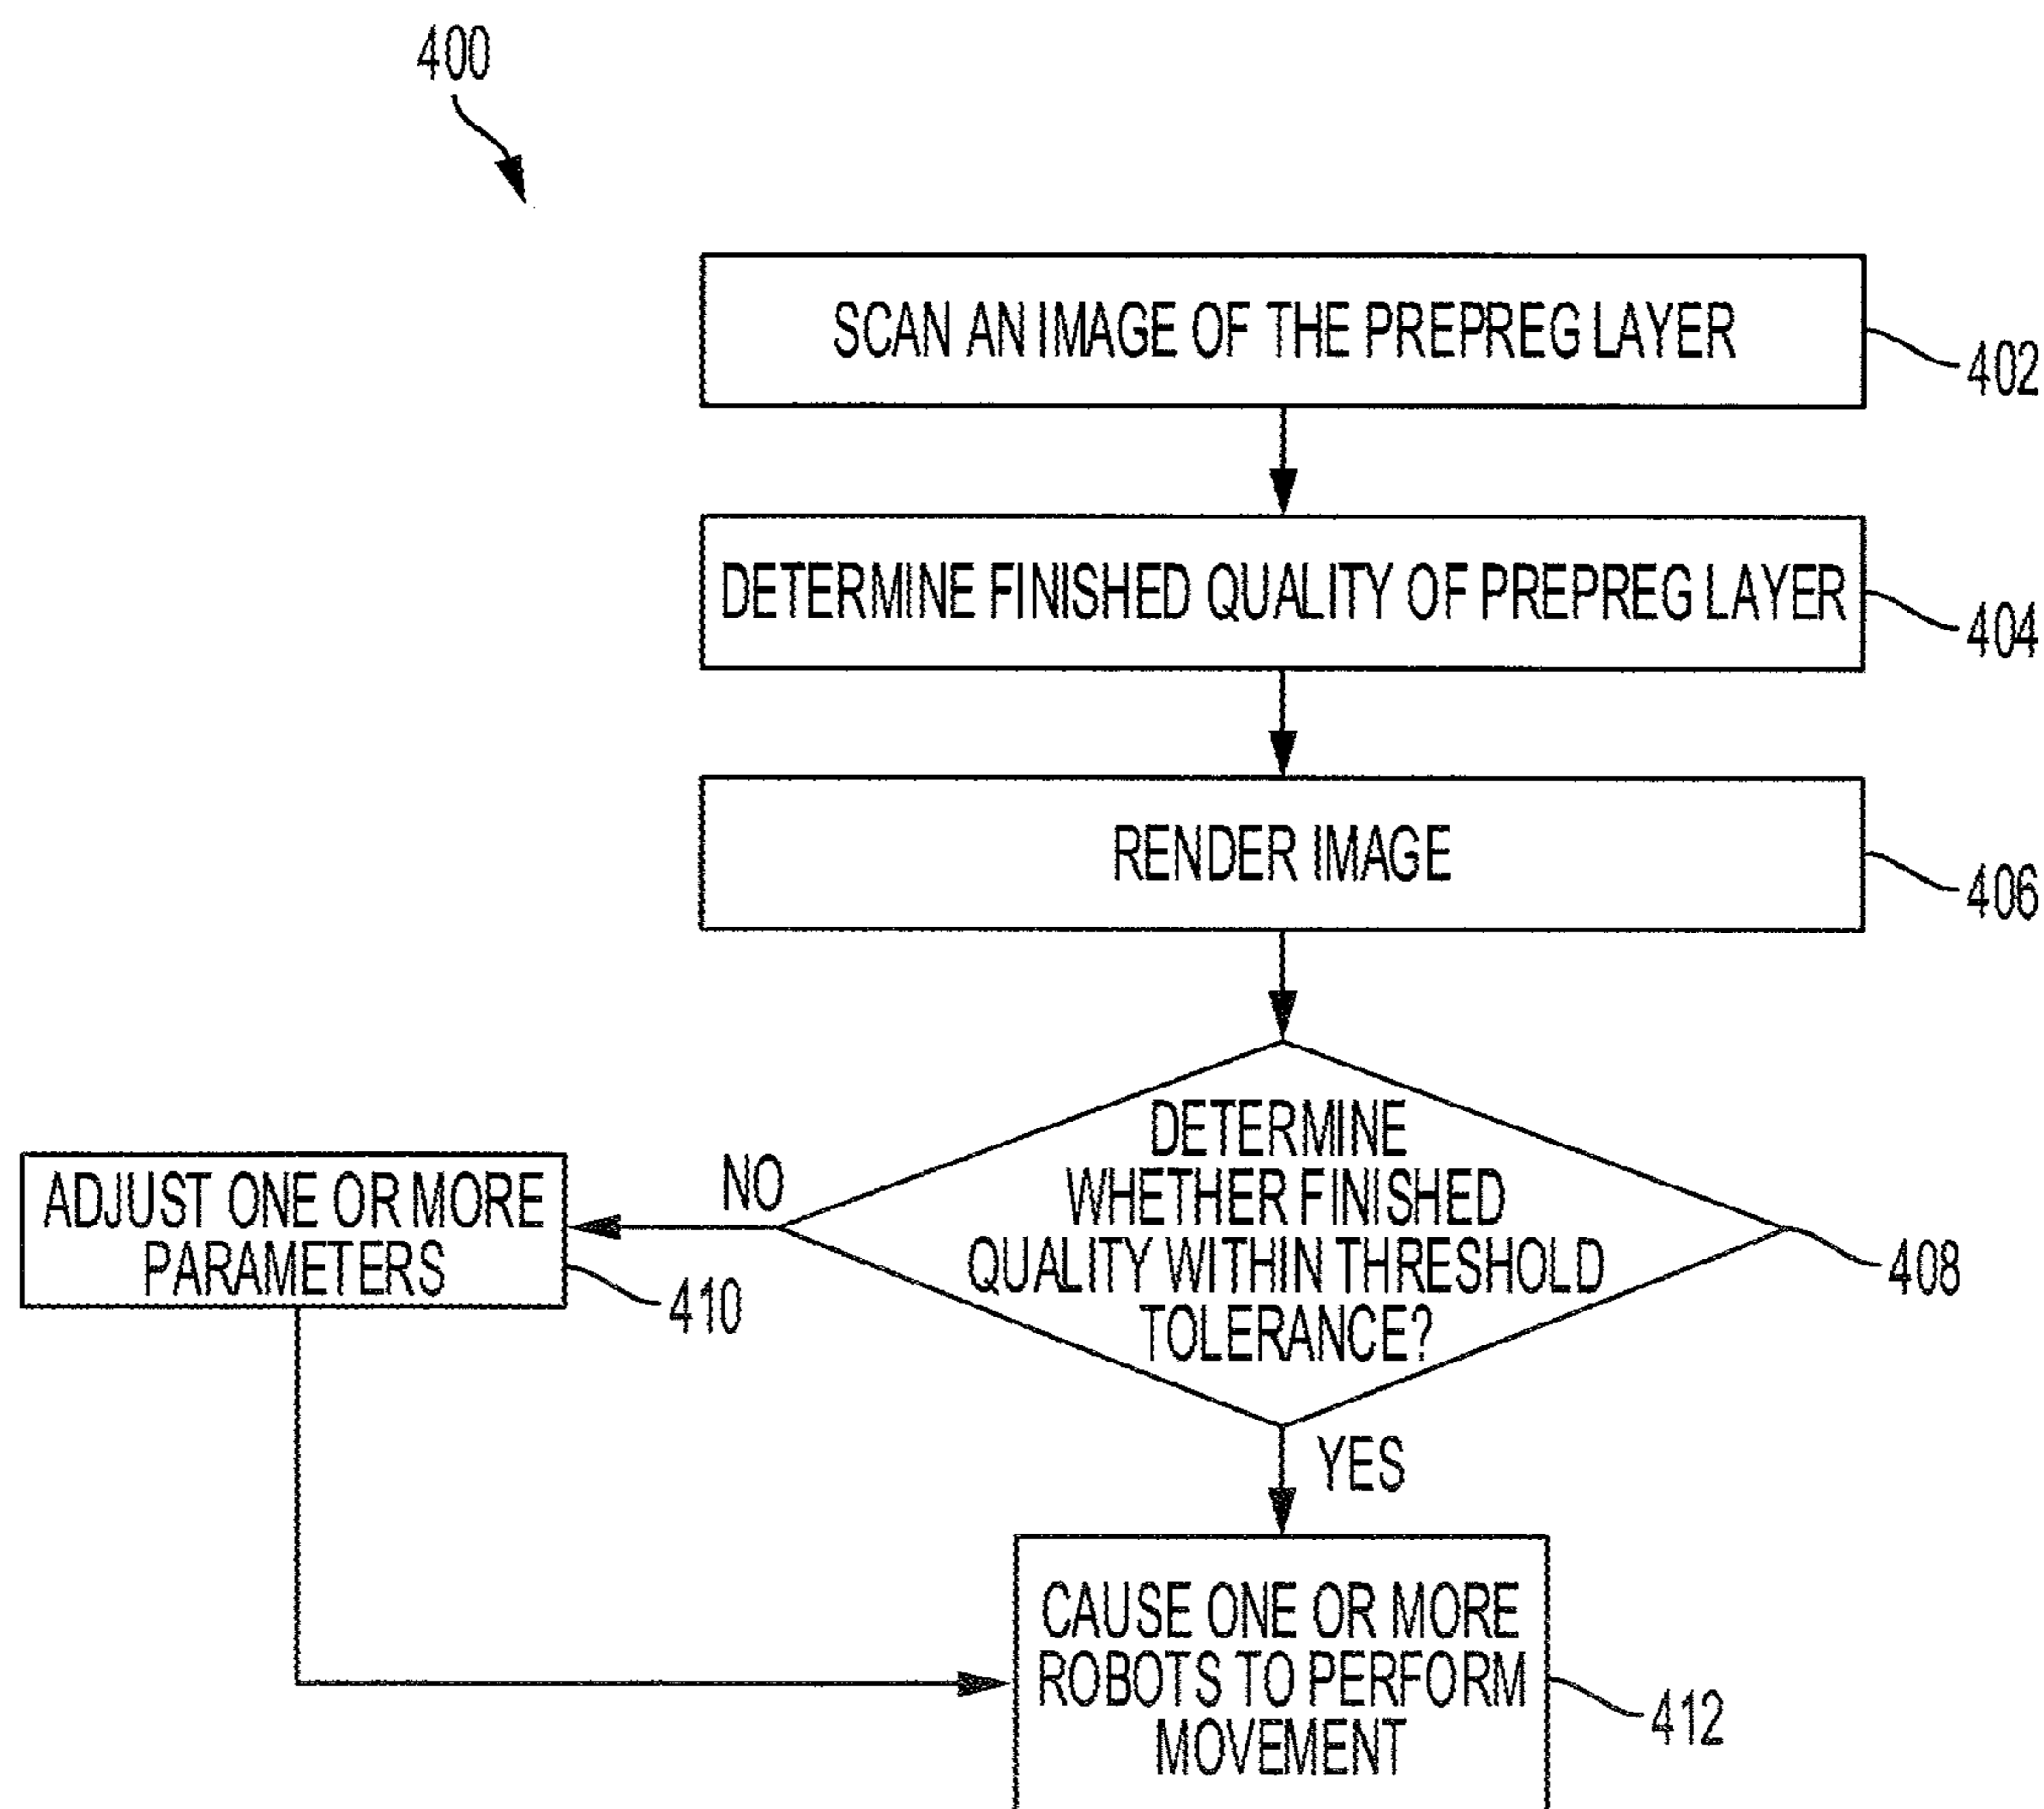 400
SCAN AN IMAGE OF THE PREPREG LAYER
402
DETERMINE FINISHED QUALITY OF PREPREG LAYER
404
RENDER IMAGE
406
DETERMINE
WHETHER FINISHED
QUALITY WITHIN THRESHOLD
TOLERANCE?
408
NO
ADJUST ONE OR MORE
PARAMETERS
410
YES
CAUSE ONE OR MORE
ROBOTS TO PERFORM
MOVEMENT
412